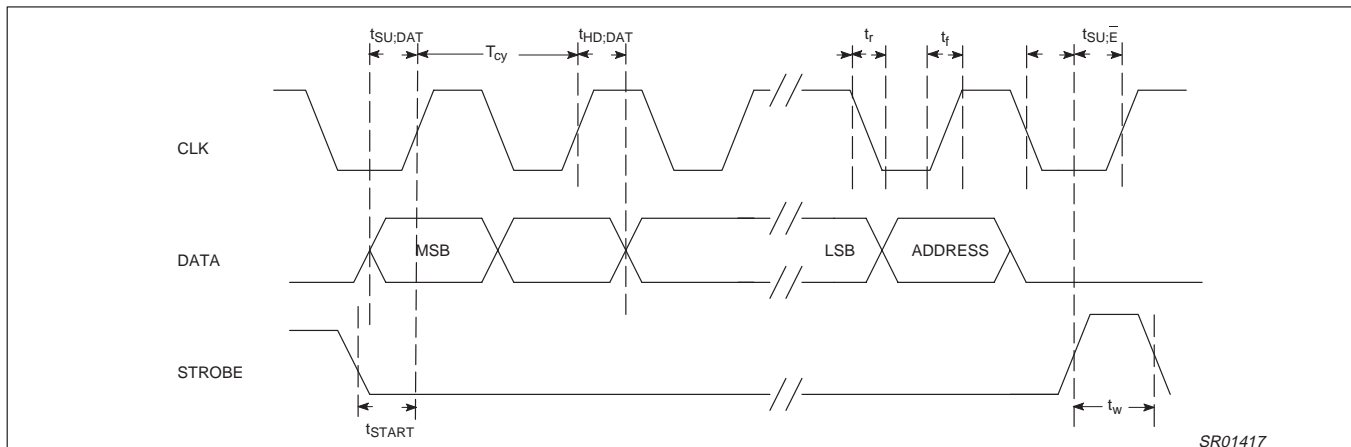 tSU;DAT Tcy tHD;DAT tr tf tSU;E̅
CLK
DATA MSB LSB ADDRESS
STROBE
tSTART tw
SR01417